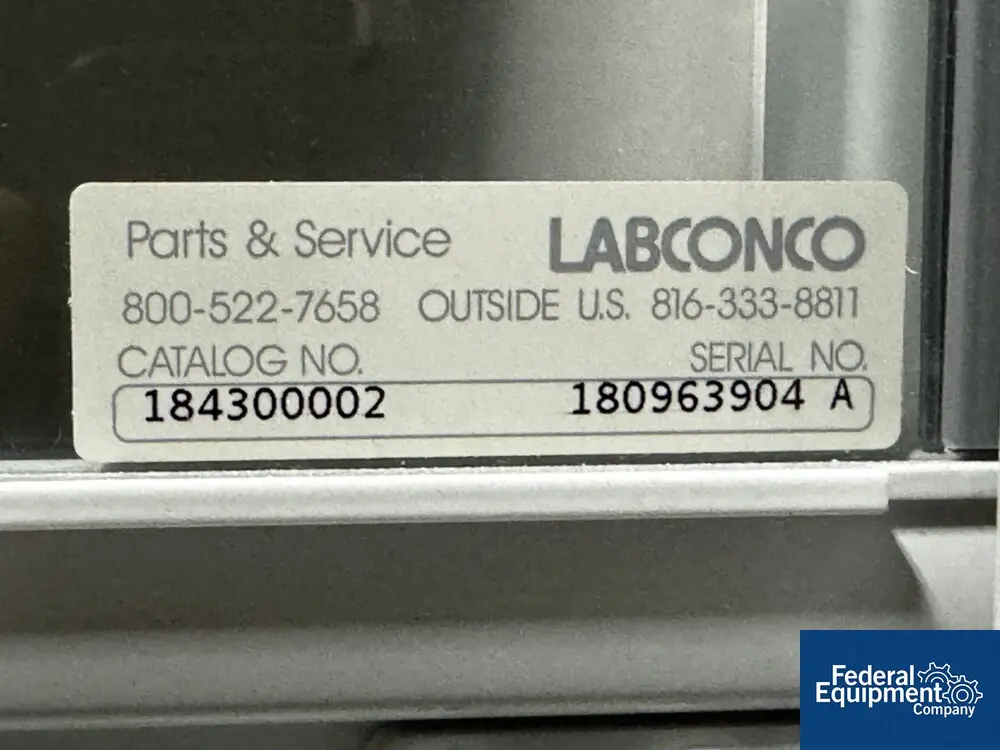 Parts & Service LABCONCO
800-522-7658 OUTSIDE U.S. 816-333-8811
CATALOG NO. SERIAL NO.
184300002 180963904 A
Federal
Equipment
Company